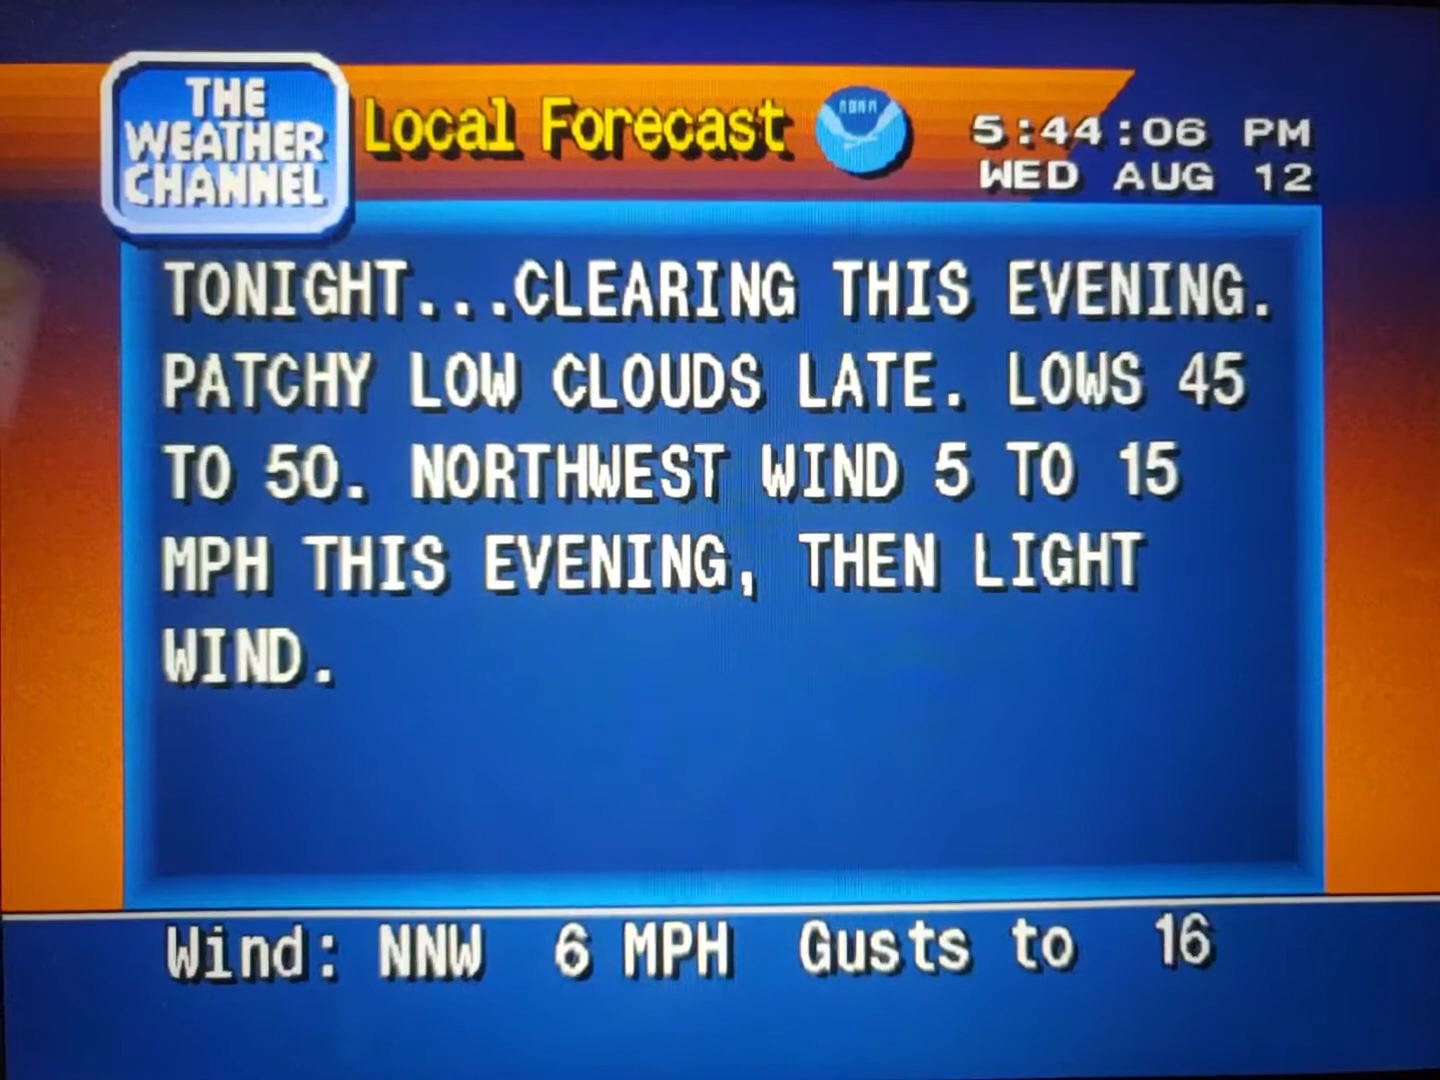 THE
WEATHER
CHANNEL
Local Forecast
NOAA
5:44:06 PM
WED AUG 12
TONIGHT...CLEARING THIS EVENING.
PATCHY LOW CLOUDS LATE. LOWS 45
TO 50. NORTHWEST WIND 5 TO 15
MPH THIS EVENING, THEN LIGHT
WIND.
Wind: NNW 6 MPH Gusts to 16